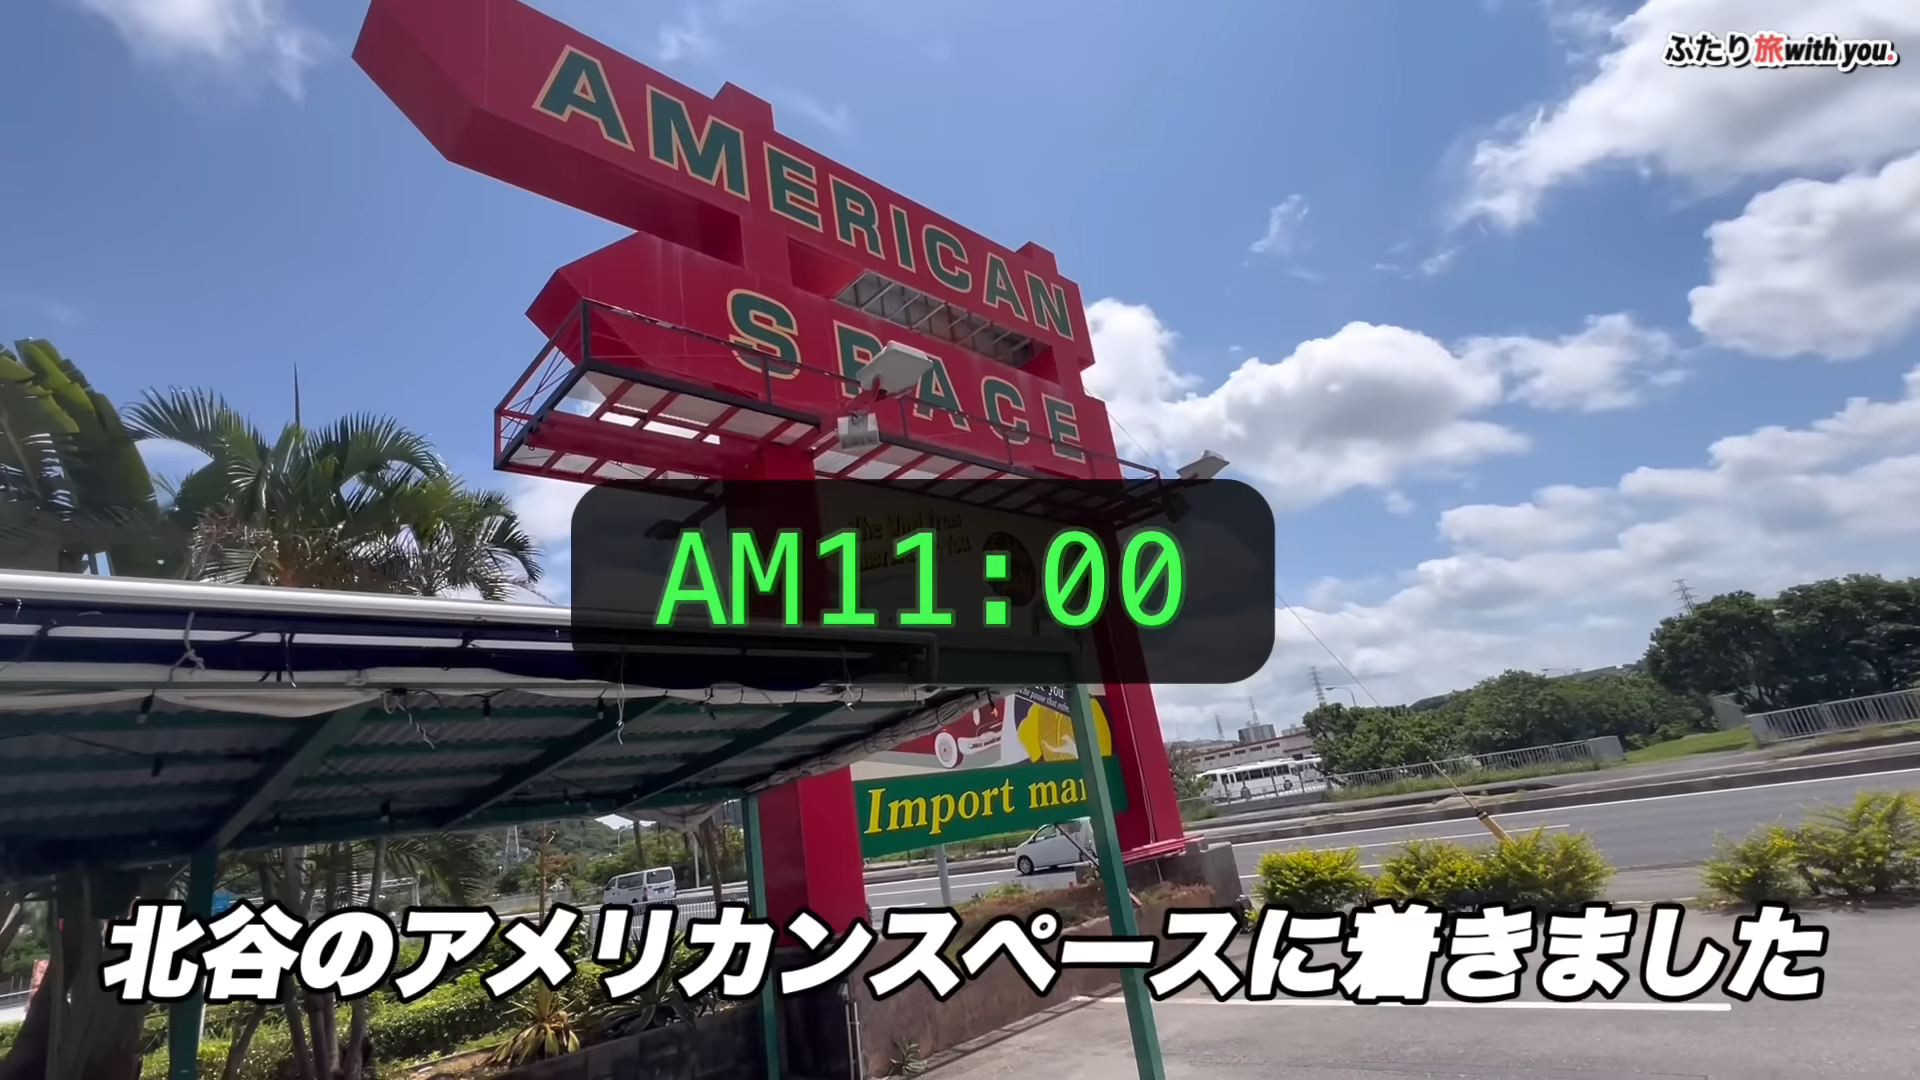 ふたり旅with you.
AMERICAN
SPACE
AM11:00
Import mar
北谷のアメリカンスペースに着きました